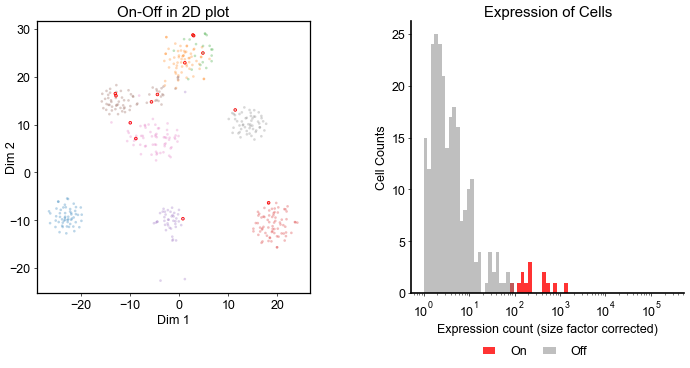 On-Off in 2D plot
Dim 2
30
20
10
0
−10
−20
−20 −10 0 10 20
Dim 1
Expression of Cells
Cell Counts
25
20
15
10
5
0
10^0 10^1 10^2 10^3 10^4 10^5
Expression count (size factor corrected)
On Off